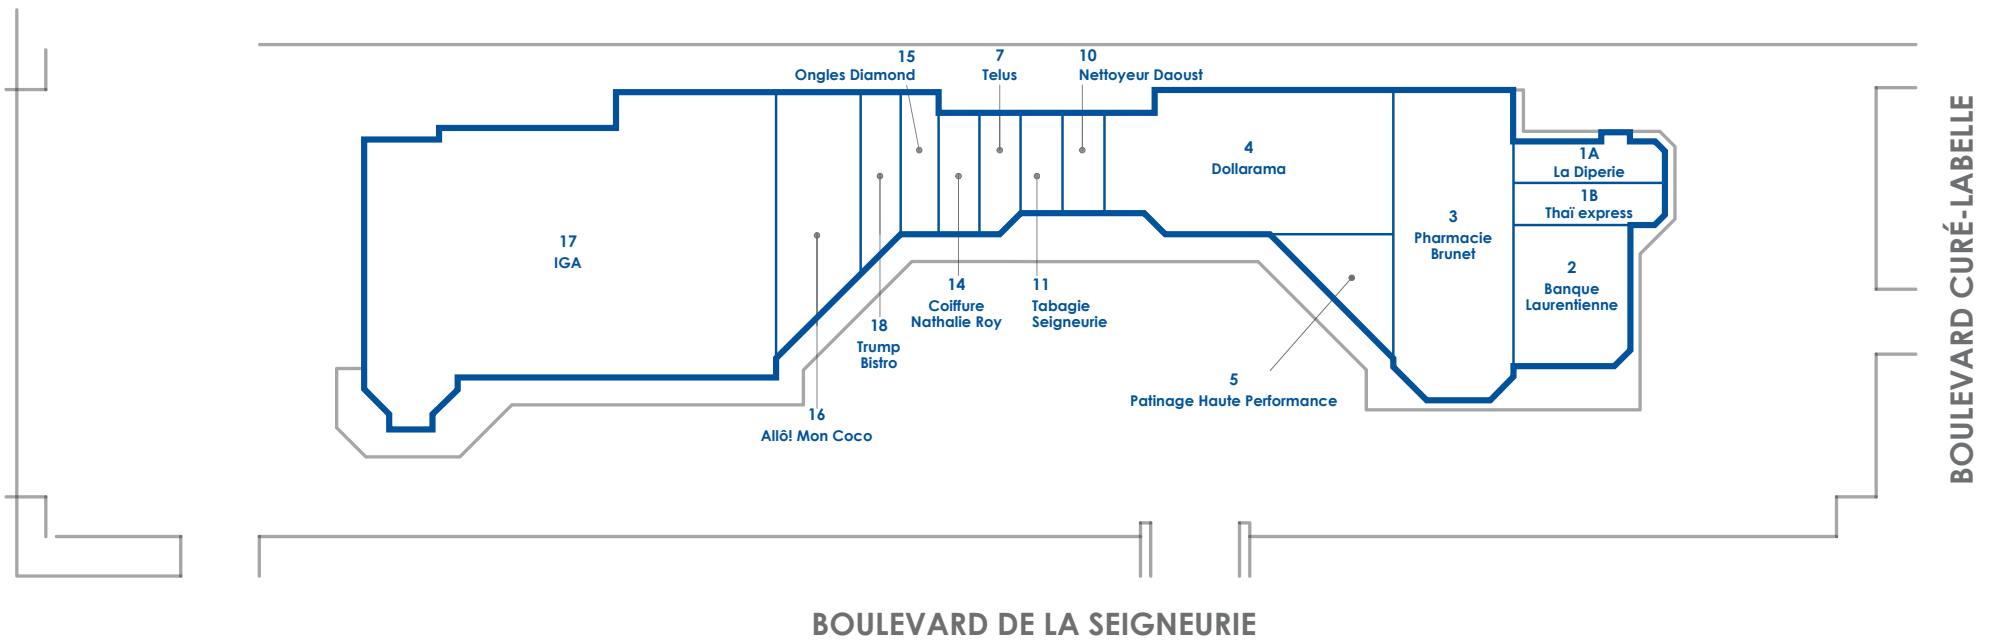 15
Ongles Diamond
7
Telus
10
Nettoyeur Daoust
4
Dollarama
1A
La Diperie
1B
Thaï express
3
Pharmacie
Brunet
2
Banque
Laurentienne
17
IGA
14
Coiffure
Nathalie Roy
11
Tabagie
Seigneurie
18
Trump
Bistro
5
Patinage Haute Performance
16
Allô! Mon Coco
BOULEVARD CURÉ-LABELLE
BOULEVARD DE LA SEIGNEURIE